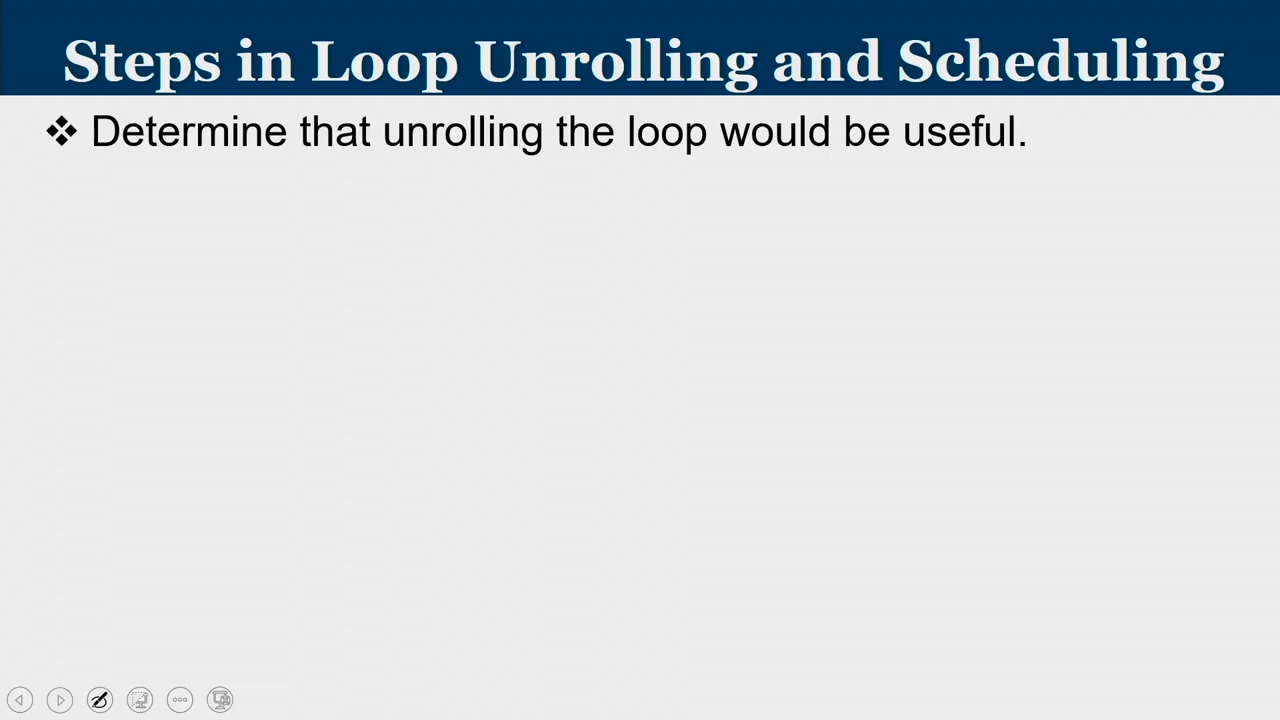 Steps in Loop Unrolling and Scheduling
❖ Determine that unrolling the loop would be useful.